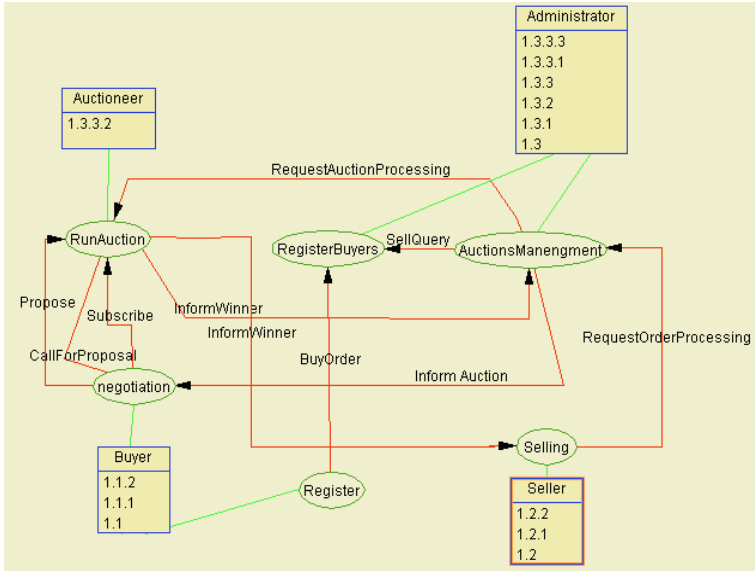 Administrator
1.3.3.3
1.3.3.1
1.3.3
1.3.2
1.3.1
1.3
Auctioneer
1.3.3.2
RequestAuctionProcessing
RunAuction
RegisterBuyers
SellQuery
AuctionsManengment
Propose
Subscribe
InformWinner
InformWinner
RequestOrderProcessing
CallForProposal
BuyOrder
Inform Auction
negotiation
Selling
Buyer
1.1.2
1.1.1
1.1
Register
Seller
1.2.2
1.2.1
1.2